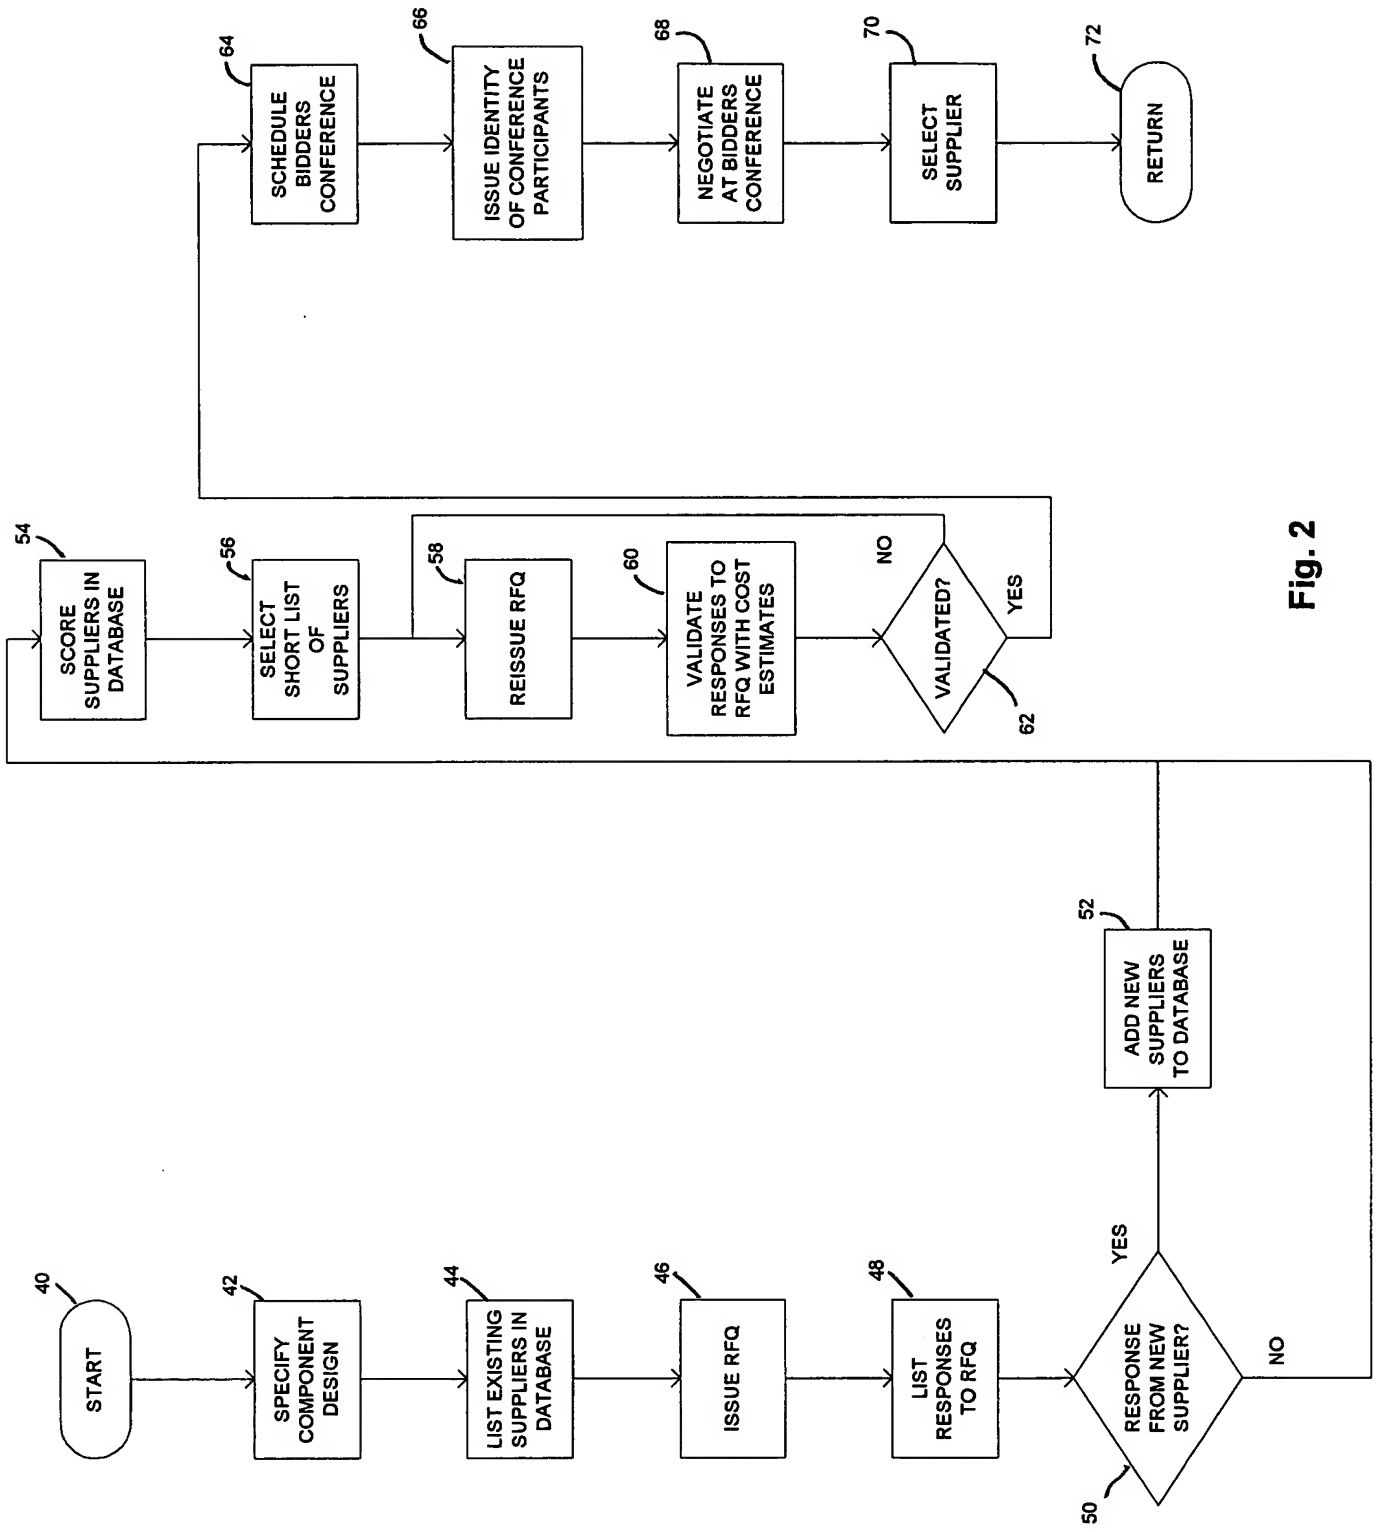 40
START
42
SPECIFY
COMPONENT
DESIGN
44
LIST EXISTING
SUPPLIERS IN
DATABASE
46
ISSUE RFQ
48
LIST
RESPONSES
TO RFQ
50
RESPONSE
FROM NEW
SUPPLIER?
YES
NO
52
ADD NEW
SUPPLIERS
TO DATABASE
54
SCORE
SUPPLIERS IN
DATABASE
56
SELECT
SHORT LIST
OF
SUPPLIERS
58
REISSUE RFQ
60
VALIDATE
RESPONSES TO
RFQ WITH COST
ESTIMATES
62
VALIDATED?
NO
YES
64
SCHEDULE
BIDDERS
CONFERENCE
66
ISSUE IDENTITY
OF CONFERENCE
PARTICIPANTS
68
NEGOTIATE
AT BIDDERS
CONFERENCE
70
SELECT
SUPPLIER
72
RETURN
Fig. 2